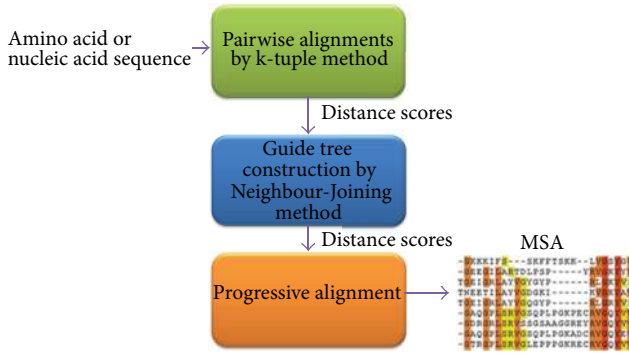 Amino acid or
nucleic acid sequence
Pairwise alignments
by k-tuple method
Distance scores
Guide tree
construction by
Neighbour-Joining
method
Distance scores
MSA
Progressive alignment